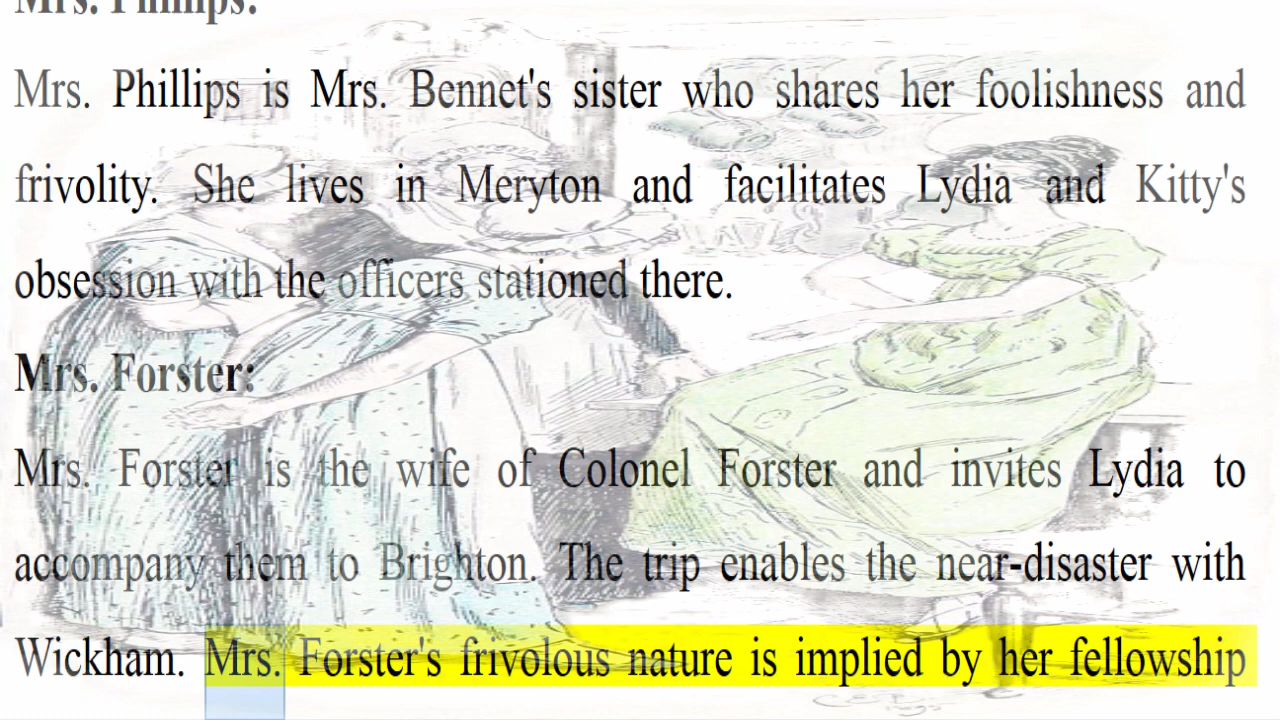 Mrs. Phillips:
Mrs. Phillips is Mrs. Bennet's sister who shares her foolishness and
frivolity. She lives in Meryton and facilitates Lydia and Kitty's
obsession with the officers stationed there.
Mrs. Forster:
Mrs. Forster is the wife of Colonel Forster and invites Lydia to
accompany them to Brighton. The trip enables the near-disaster with
Wickham. Mrs. Forster's frivolous nature is implied by her fellowship